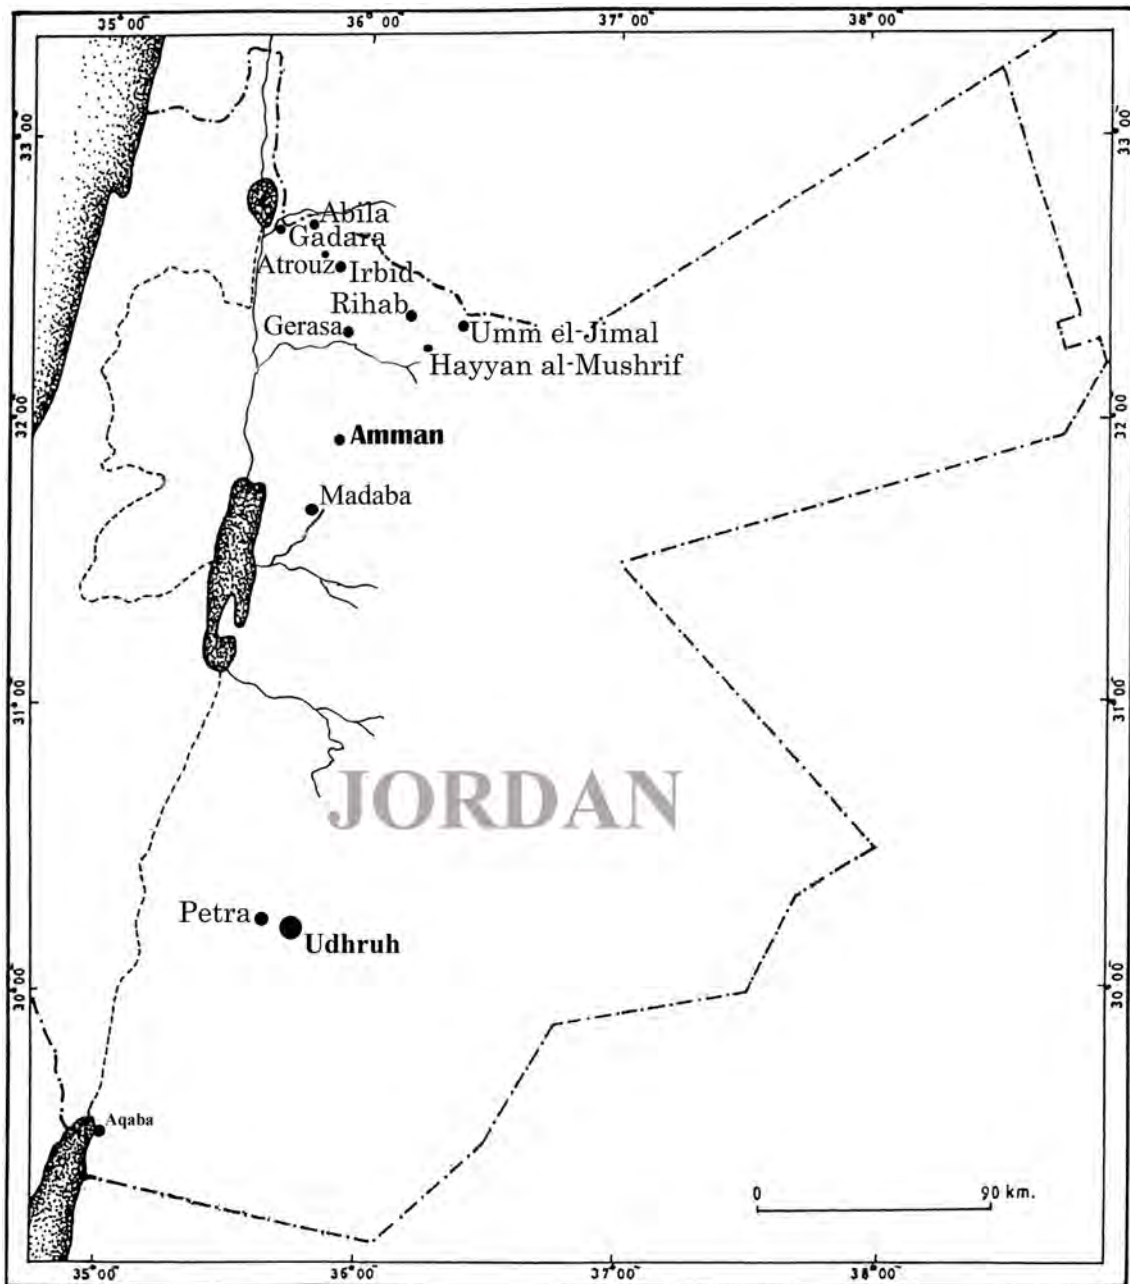 35°00' 36°00' 37°00' 38°00'
33°00' 33°00'
Abila
Gadara
Atrouz Irbid
Rihab
Gerasa Umm el-Jimal
Hayyan al-Mushrif
32°00' 32°00'
Amman
Madaba
31°00' 31°00'
JORDAN
Petra
Udhruh
30°00' 30°00'
Aqaba
0 90 km.
35°00' 36°00' 37°00' 38°00'